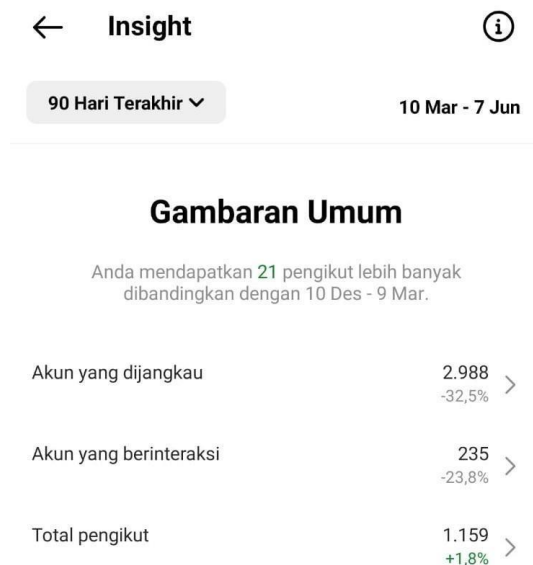 Insight
90 Hari Terakhir
10 Mar - 7 Jun
Gambaran Umum
Anda mendapatkan 21 pengikut lebih banyak
dibandingkan dengan 10 Des - 9 Mar.
Akun yang dijangkau
2.988
-32,5%
Akun yang berinteraksi
235
-23,8%
Total pengikut
1.159
+1,8%